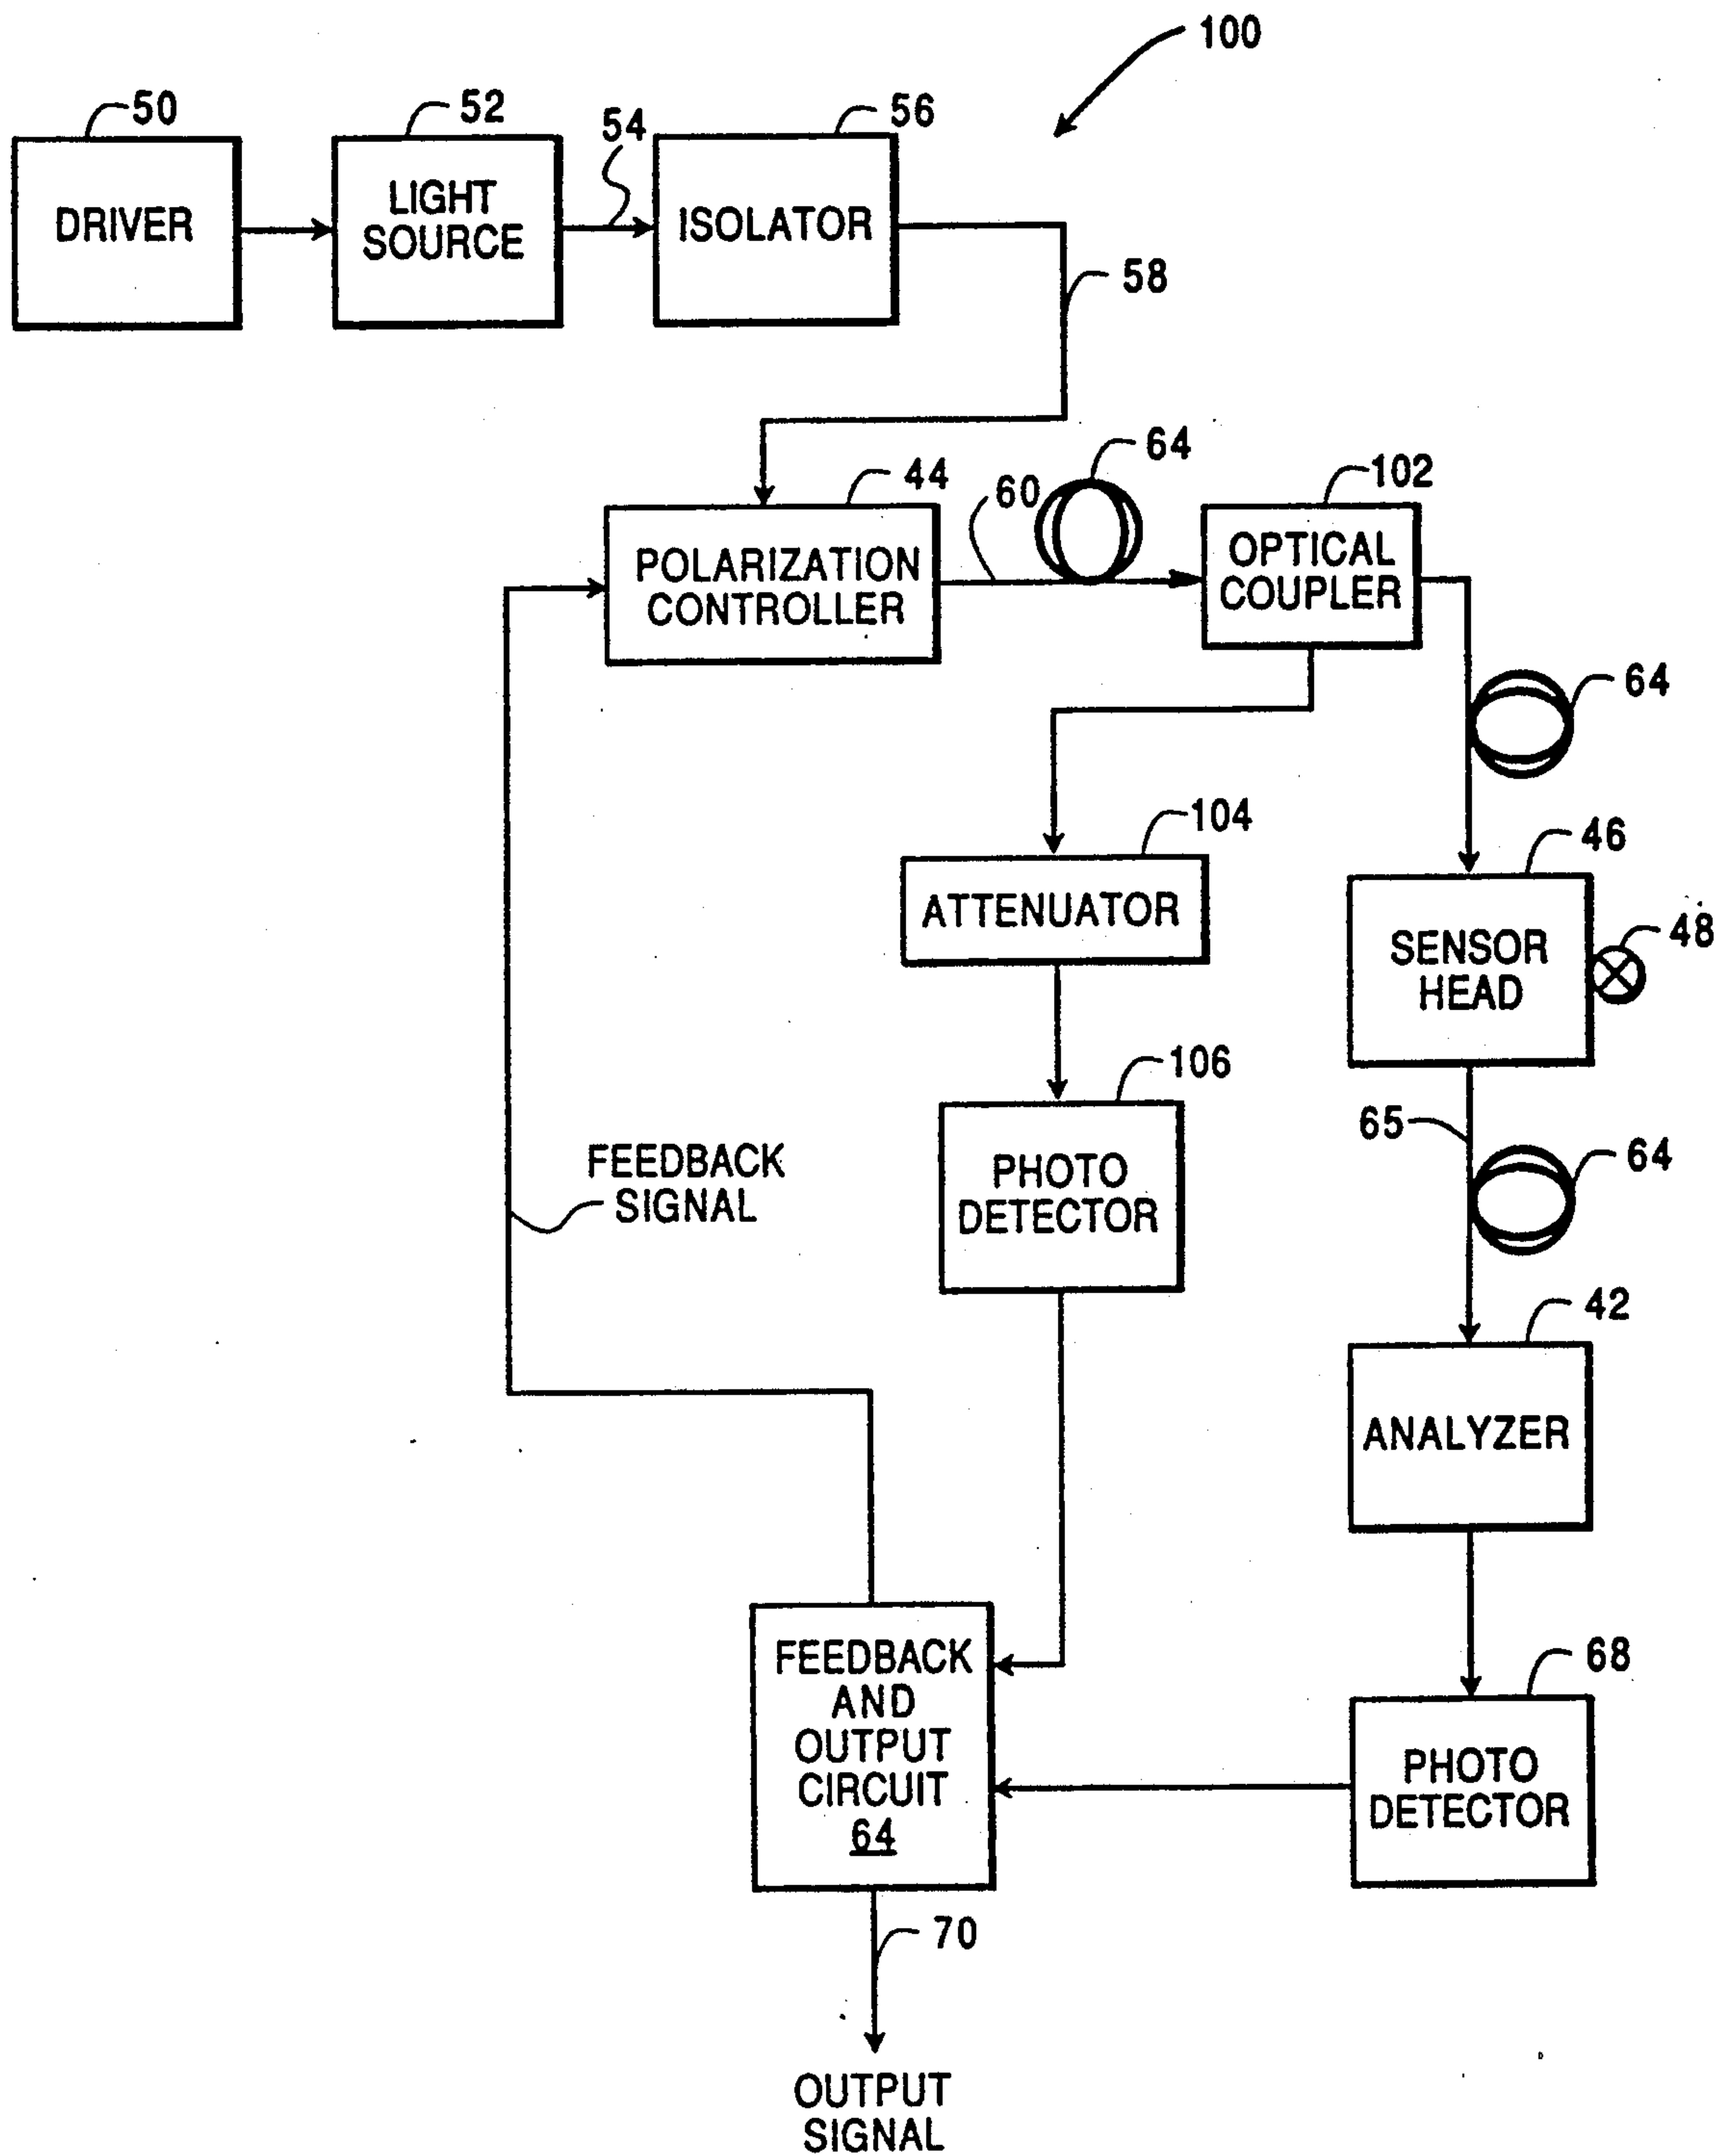 100
50
52
54
56
DRIVER
LIGHT
SOURCE
ISOLATOR
58
44
60
64
102
POLARIZATION
CONTROLLER
OPTICAL
COUPLER
64
104
46
ATTENUATOR
SENSOR
HEAD
48
106
65
64
FEEDBACK
SIGNAL
PHOTO
DETECTOR
42
ANALYZER
68
FEEDBACK
AND
OUTPUT
CIRCUIT
64
PHOTO
DETECTOR
70
OUTPUT
SIGNAL